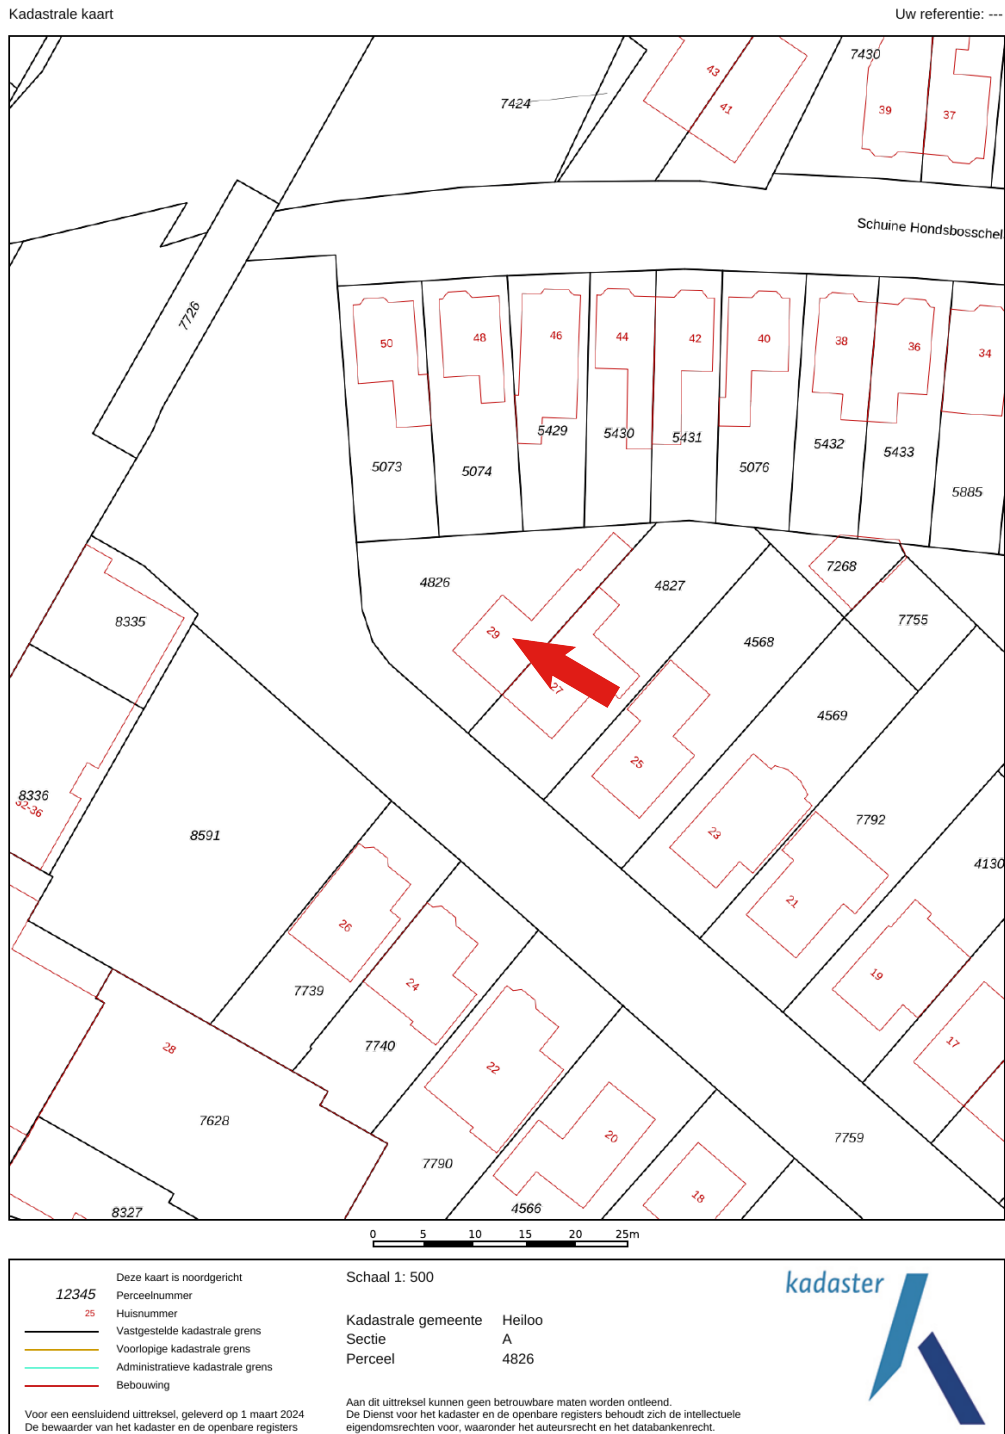 Kadastrale kaart
Uw referentie: ---
7430
43
7424
41
39
37
Schuine Hondsbosschel
7726
50
48
46
44
42
40
38
36
34
5429
5430
5431
5432
5433
5073
5074
5076
5885
4826
4827
7268
8335
29
7755
4568
27
4569
25
8336
32-36
8591
23
7792
4130
21
26
19
24
7739
17
7740
28
22
7628
20
7759
7790
18
4566
8327
0 5 10 15 20 25m
Deze kaart is noordgericht
12345 Perceelnummer
25 Huisnummer
Vastgestelde kadastrale grens
Voorlopige kadastrale grens
Administratieve kadastrale grens
Bebouwing
Voor een eensluidend uittreksel, geleverd op 1 maart 2024
De bewaarder van het kadaster en de openbare registers
Schaal 1: 500
Kadastrale gemeente Heiloo
Sectie A
Perceel 4826
Aan dit uittreksel kunnen geen betrouwbare maten worden ontleend.
De Dienst voor het kadaster en de openbare registers behoudt zich de intellectuele
eigendomsrechten voor, waaronder het auteursrecht en het databankenrecht.
kadaster